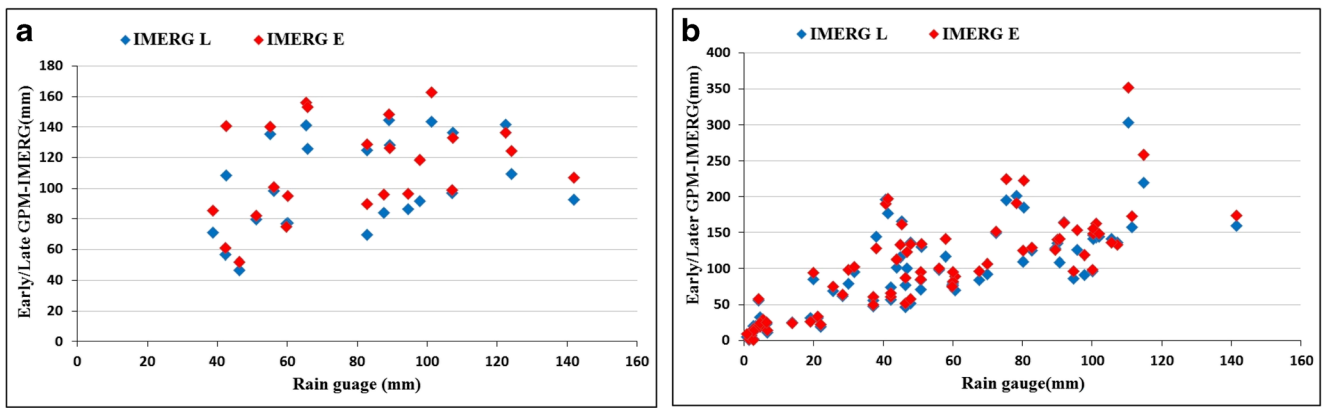 a
IMERG L IMERG E
Early/Late GPM-IMERG(mm)
180
160
140
120
100
80
60
40
20
0
0 20 40 60 80 100 120 140 160
Rain guage (mm)
b
IMERG L IMERG E
Early/Later GPM-IMERG(mm)
400
350
300
250
200
150
100
50
0
0 20 40 60 80 100 120 140 160
Rain gauge(mm)